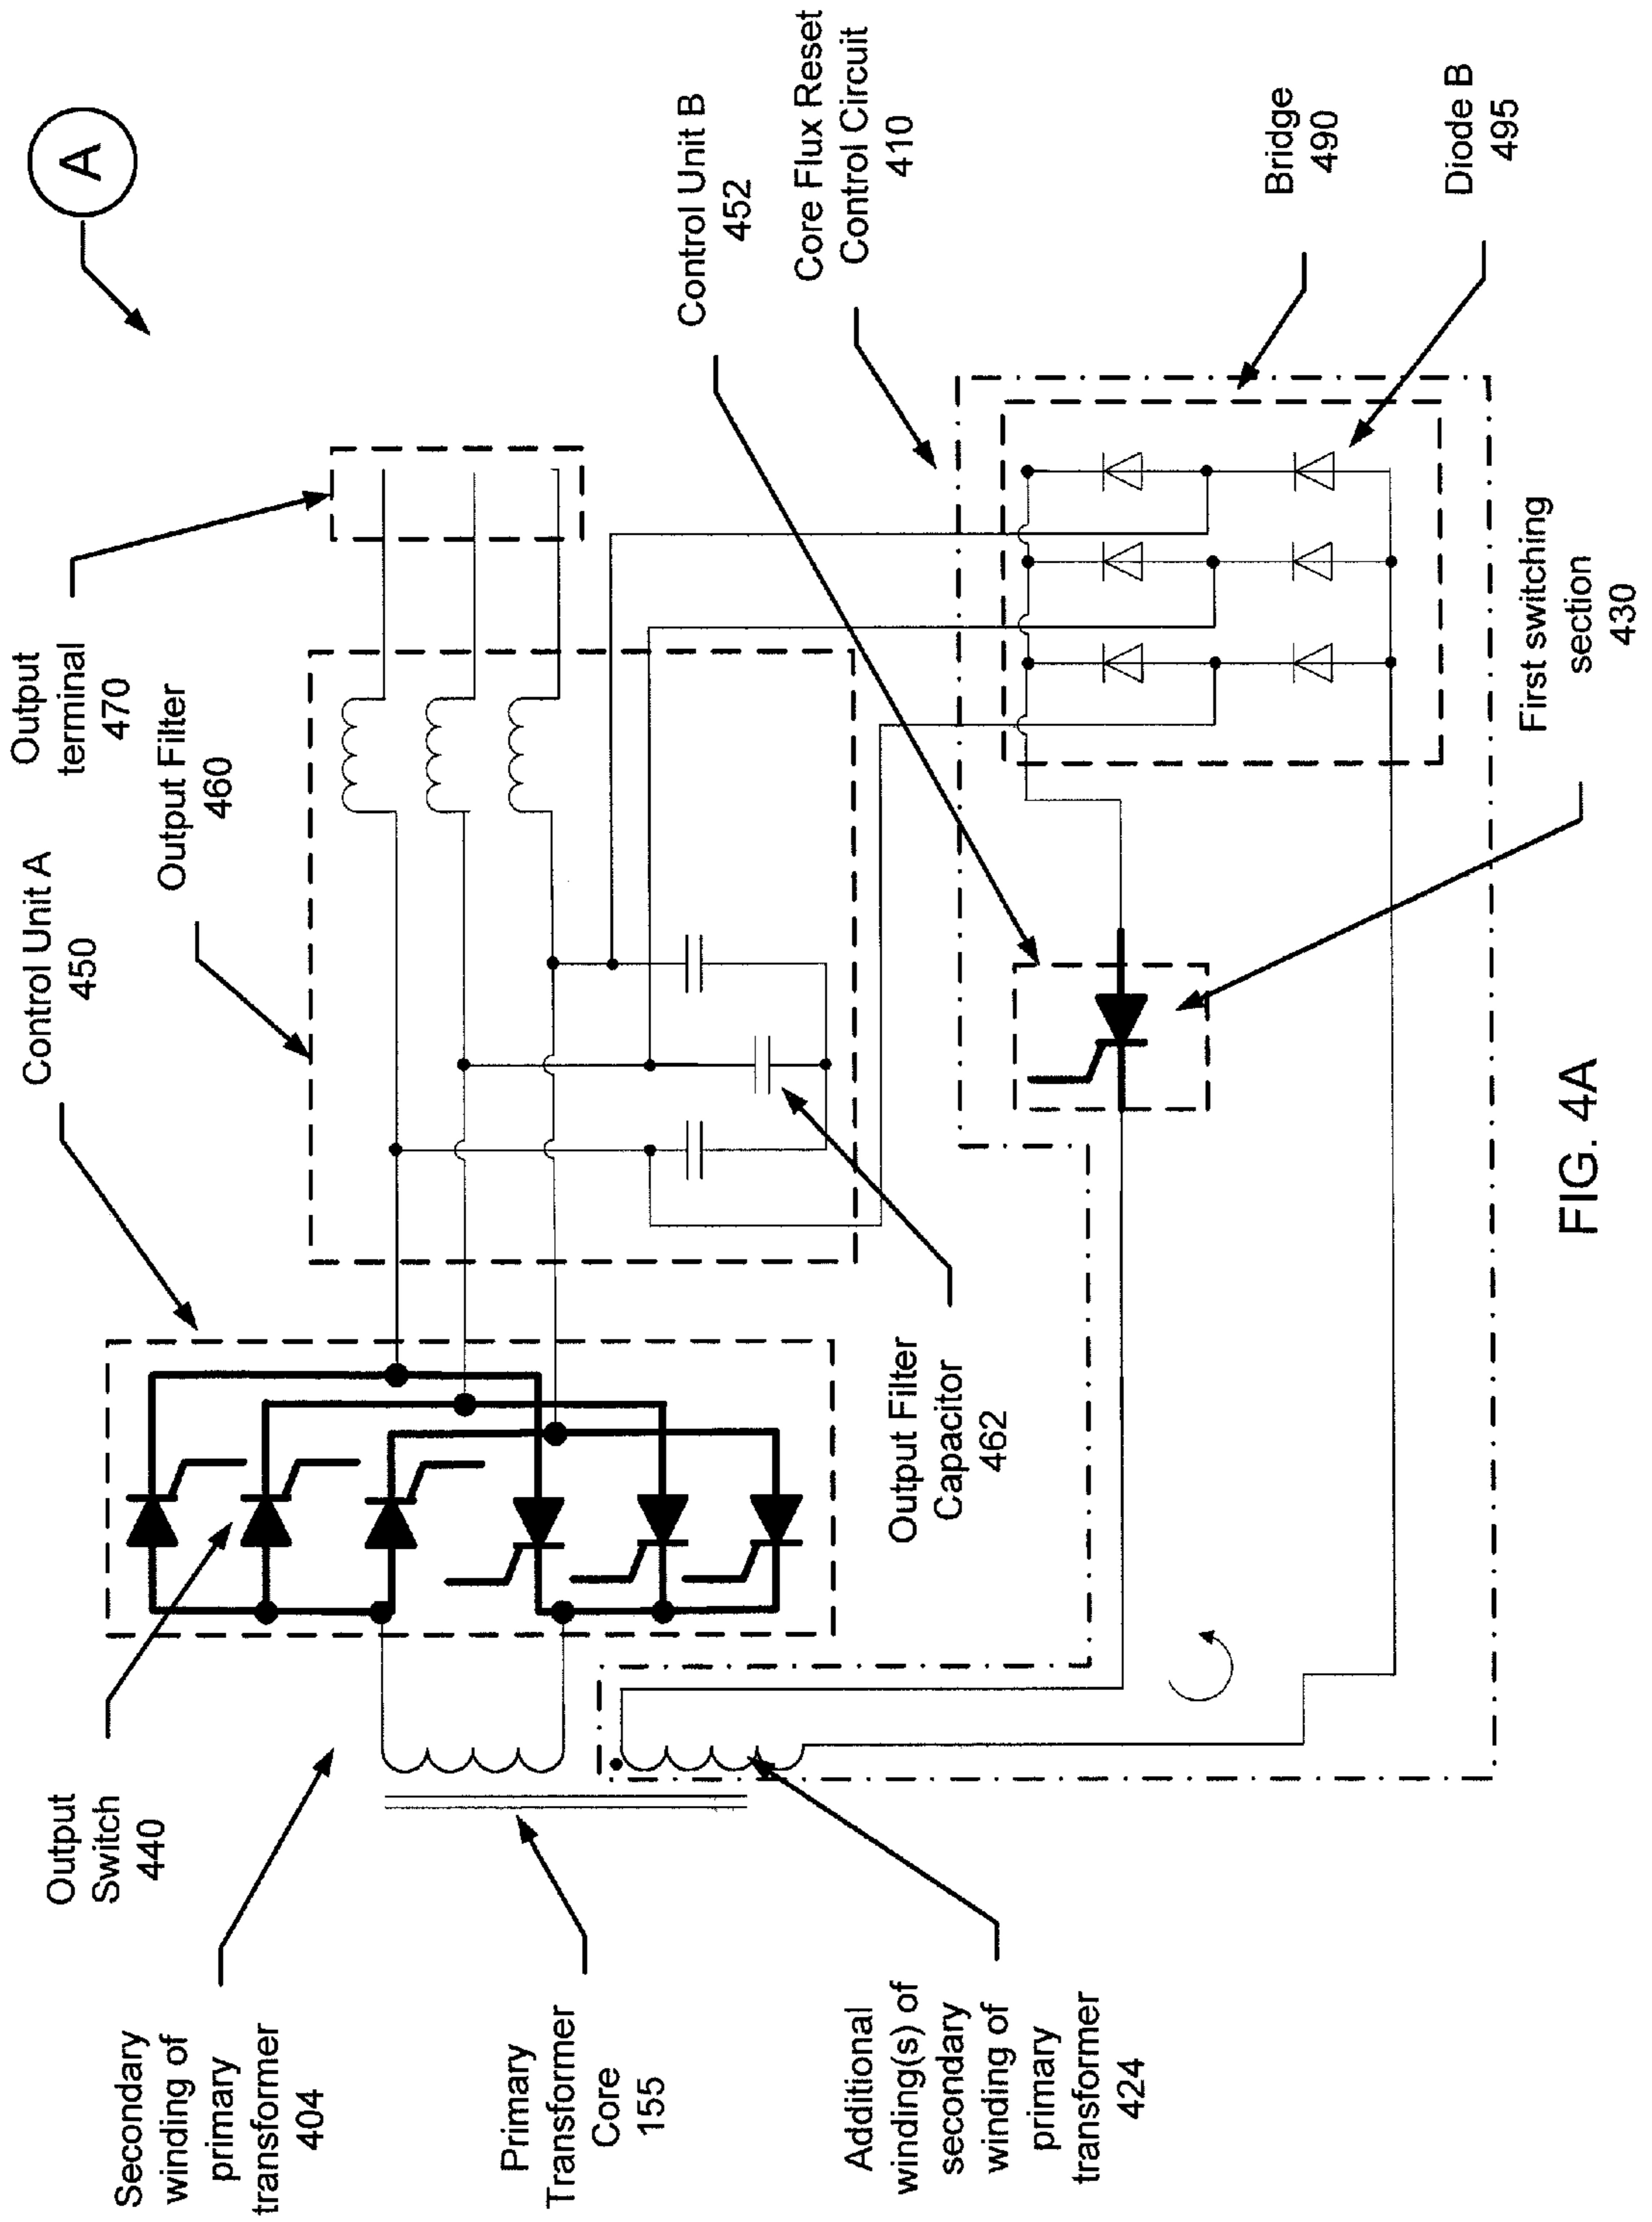 A
Output
terminal
470
Output Filter
460
Control Unit A
450
Output
Switch
440
Secondary
winding of
primary
transformer
404
Primary
Transformer
Core
155
Additional
winding(s) of
secondary
winding of
primary
transformer
424
Output Filter
Capacitor
462
Control Unit B
452
Core Flux Reset
Control Circuit
410
Bridge
490
Diode B
495
First switching
section
430
FIG. 4A